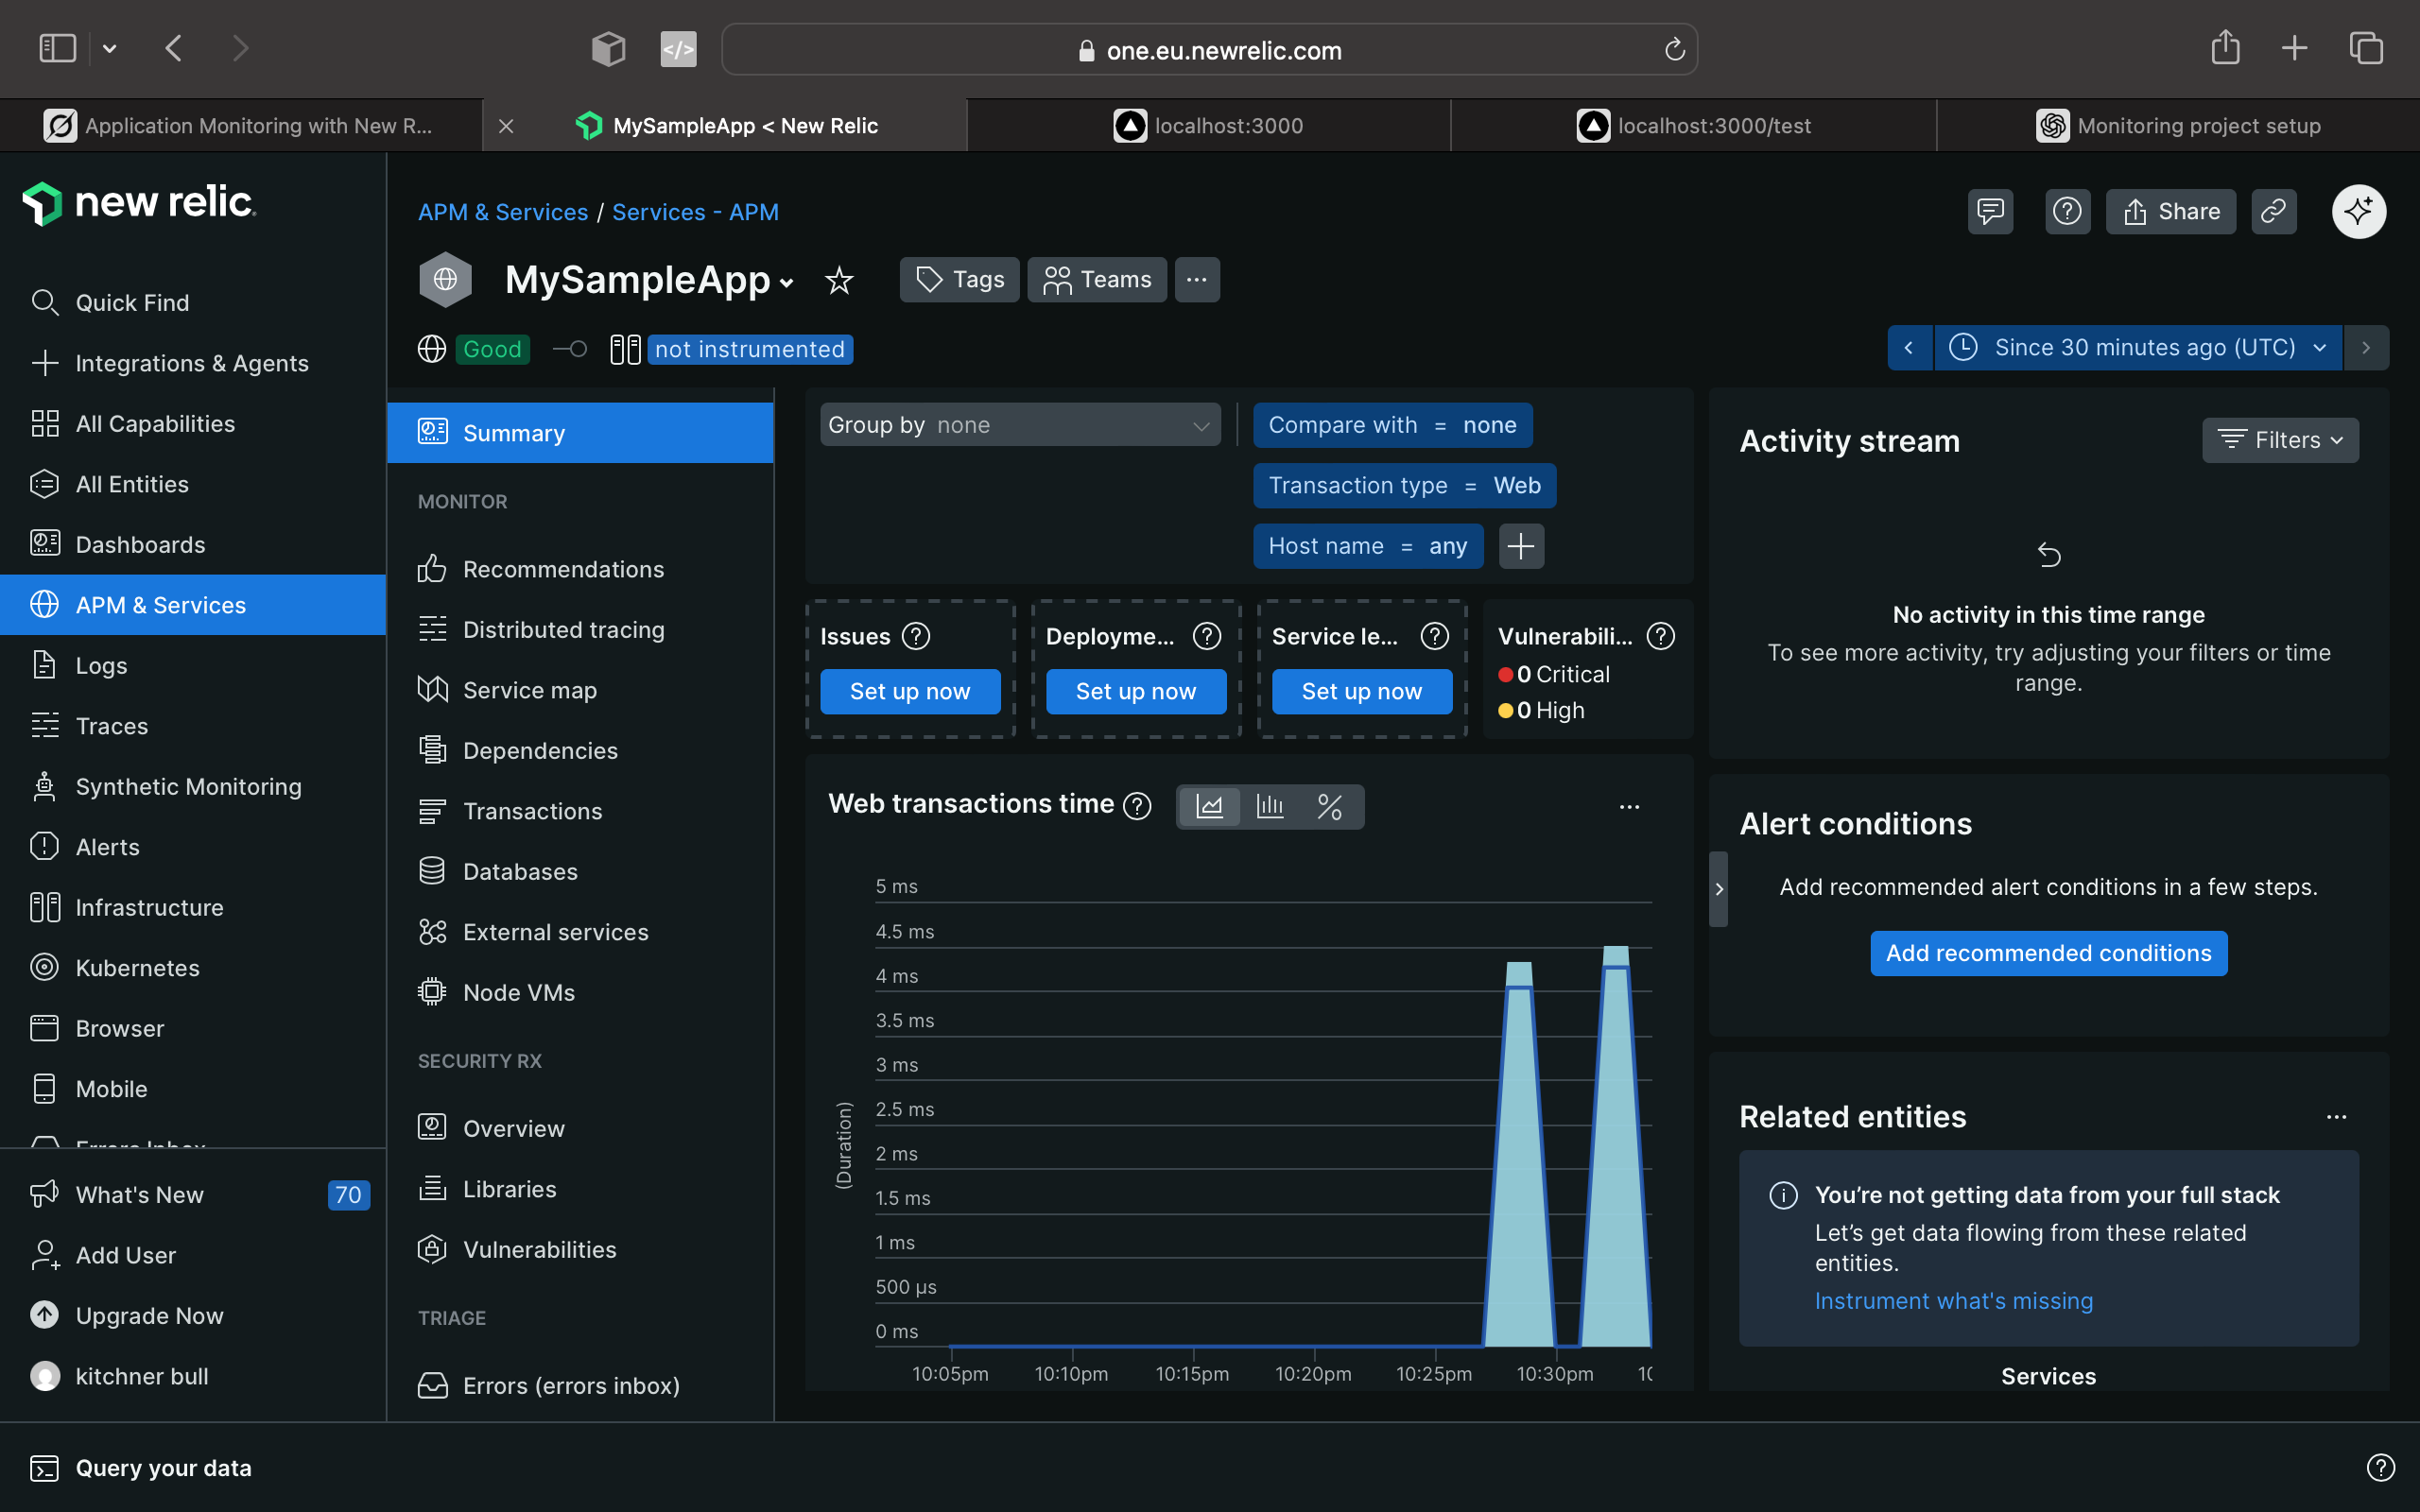 one.eu.newrelic.com
Application Monitoring with New R...
MySampleApp < New Relic
localhost:3000
localhost:3000/test
Monitoring project setup
new relic
Quick Find
Integrations & Agents
All Capabilities
All Entities
Dashboards
APM & Services
Logs
Traces
Synthetic Monitoring
Alerts
Infrastructure
Kubernetes
Browser
Mobile
Errors Inbox
What's New 70
Add User
Upgrade Now
kitchner bull
APM & Services / Services - APM
Share
MySampleApp
Tags
Teams
Good
not instrumented
Since 30 minutes ago (UTC)
Summary
MONITOR
Recommendations
Distributed tracing
Service map
Dependencies
Transactions
Databases
External services
Node VMs
SECURITY RX
Overview
Libraries
Vulnerabilities
TRIAGE
Errors (errors inbox)
Group by none
Compare with = none
Transaction type = Web
Host name = any
Issues
Set up now
Deployme...
Set up now
Service le...
Set up now
Vulnerabili...
0 Critical
0 High
Web transactions time
5 ms
4.5 ms
4 ms
3.5 ms
3 ms
2.5 ms
2 ms
1.5 ms
1 ms
500 µs
0 ms
(Duration)
10:05pm
10:10pm
10:15pm
10:20pm
10:25pm
10:30pm
Activity stream
Filters
No activity in this time range
To see more activity, try adjusting your filters or time
range.
Alert conditions
Add recommended alert conditions in a few steps.
Add recommended conditions
Related entities
You're not getting data from your full stack
Let's get data flowing from these related
entities.
Instrument what's missing
Services
Query your data